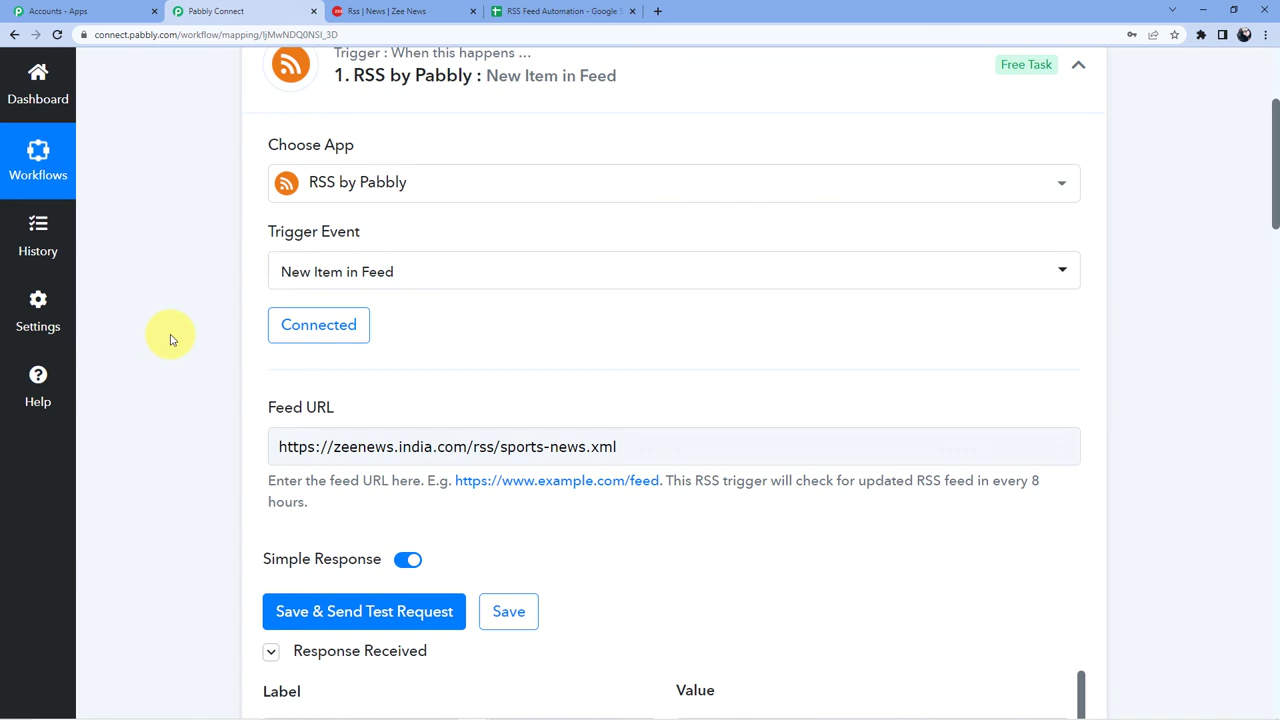 Accounts - Apps
Pabbly Connect
Rss | News | Zee News
RSS Feed Automation - Google S
connect.pabbly.com/workflow/mapping/IjMwNDQ0NSI_3D
Dashboard
Workflows
History
Settings
Help
Trigger : When this happens ...
1. RSS by Pabbly : New Item in Feed
Free Task
Choose App
RSS by Pabbly
Trigger Event
New Item in Feed
Connected
Feed URL
https://zeenews.india.com/rss/sports-news.xml
Enter the feed URL here. E.g. https://www.example.com/feed. This RSS trigger will check for updated RSS feed in every 8
hours.
Simple Response
Save & Send Test Request
Save
Response Received
Label
Value